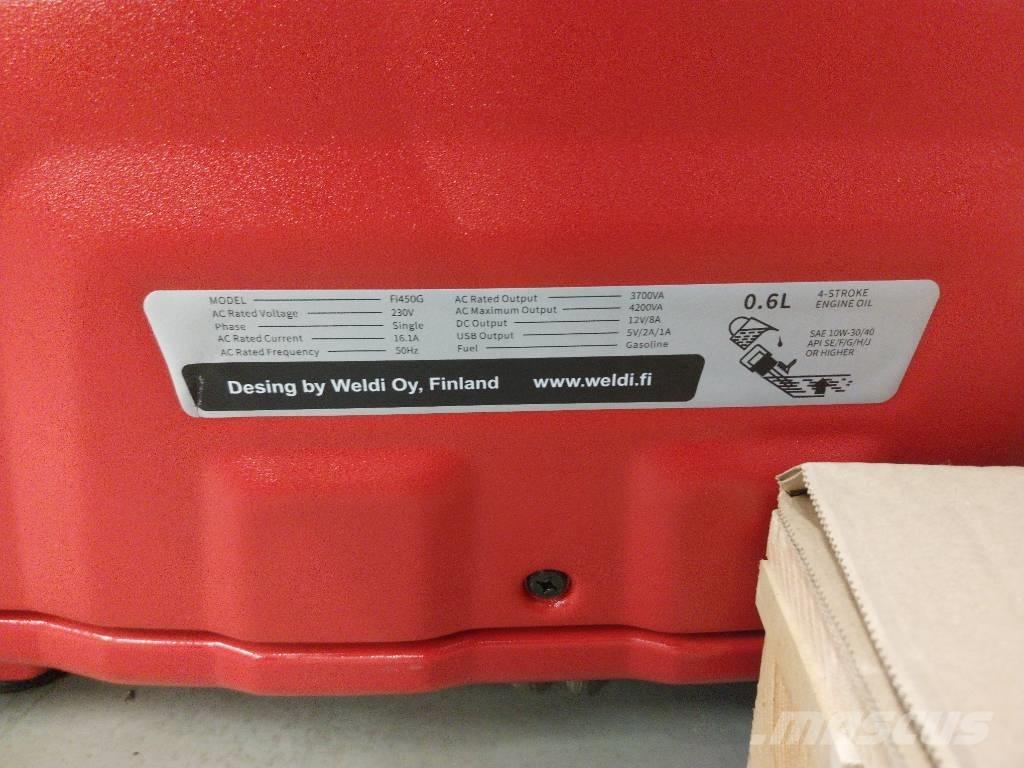 MODEL Fi450G
AC Rated Voltage 230V
Phase Single
AC Rated Current 16.1A
AC Rated Frequency 50Hz
AC Rated Output 3700VA
AC Maximum Output 4200VA
DC Output 12V/8A
USB Output 5V/2A/1A
Fuel Gasoline
0.6L
4-STROKE
ENGINE OIL
SAE 10W-30/40
API SE/F/G/H/J
OR HIGHER
Desing by Weldi Oy, Finland www.weldi.fi
mascus